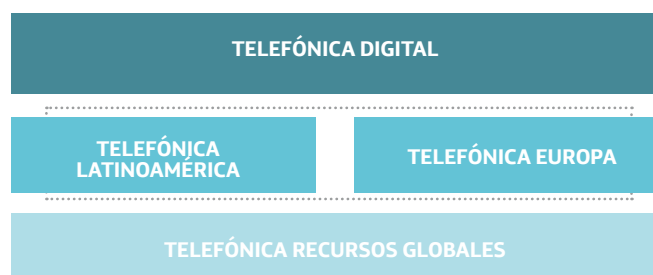 TELEFÓNICA DIGITAL
TELEFÓNICA
LATINOAMÉRICA
TELEFÓNICA EUROPA
TELEFÓNICA RECURSOS GLOBALES